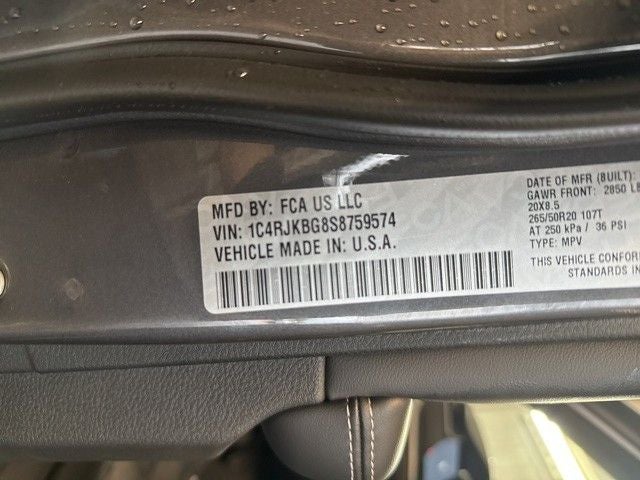 MFD BY: FCA US LLC
VIN: 1C4RJKBG8S8759574
VEHICLE MADE IN: U.S.A.
DATE OF MFR (BUILT):
GAWR FRONT: 2850 LB
20X8.5
265/50R20 107T
AT 250 kPa / 36 PSI
TYPE: MPV
THIS VEHICLE CONFOR
STANDARDS IN